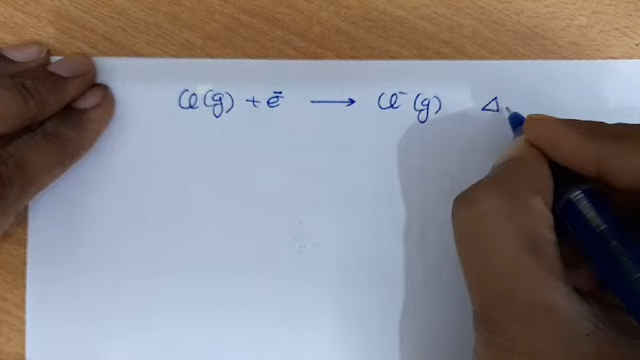 Cl(g) + e⁻ ⟶ Cl⁻(g) Δ